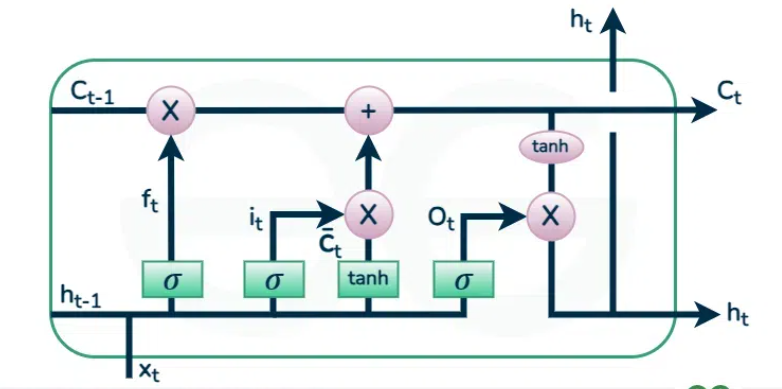 hₜ
Cₜ₋₁
X
+
Cₜ
tanh
fₜ
iₜ
X
Oₜ
X
C̄ₜ
σ
σ
tanh
σ
hₜ₋₁
hₜ
xₜ